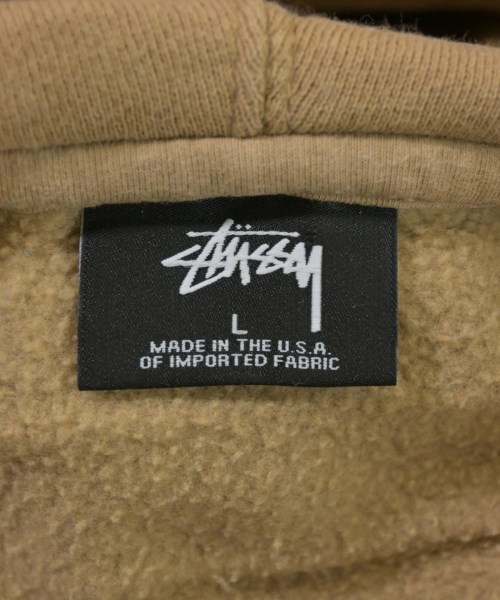 Stüssy
L
MADE IN THE U.S.A.
OF IMPORTED FABRIC